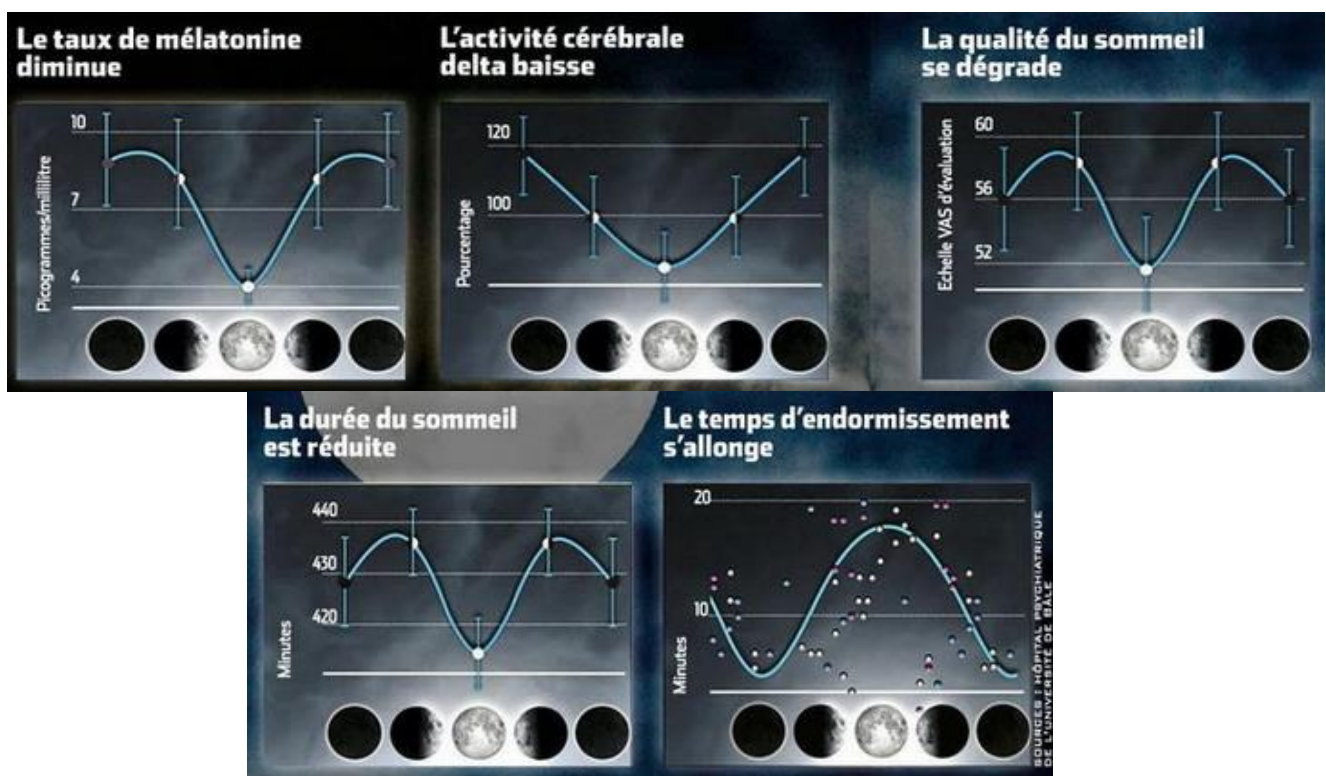 Le taux de mélatonine
diminue
10
7
4
Picogrammes/millilitre
L'activité cérébrale
delta baisse
120
100
Pourcentage
La qualité du sommeil
se dégrade
60
56
52
Echelle VAS d'évaluation
La durée du sommeil
est réduite
440
430
420
Minutes
Le temps d'endormissement
s'allonge
20
10
Minutes
SOURCES : HÔPITAL PSYCHIATRIQUE
DE L'UNIVERSITÉ DE BÂLE